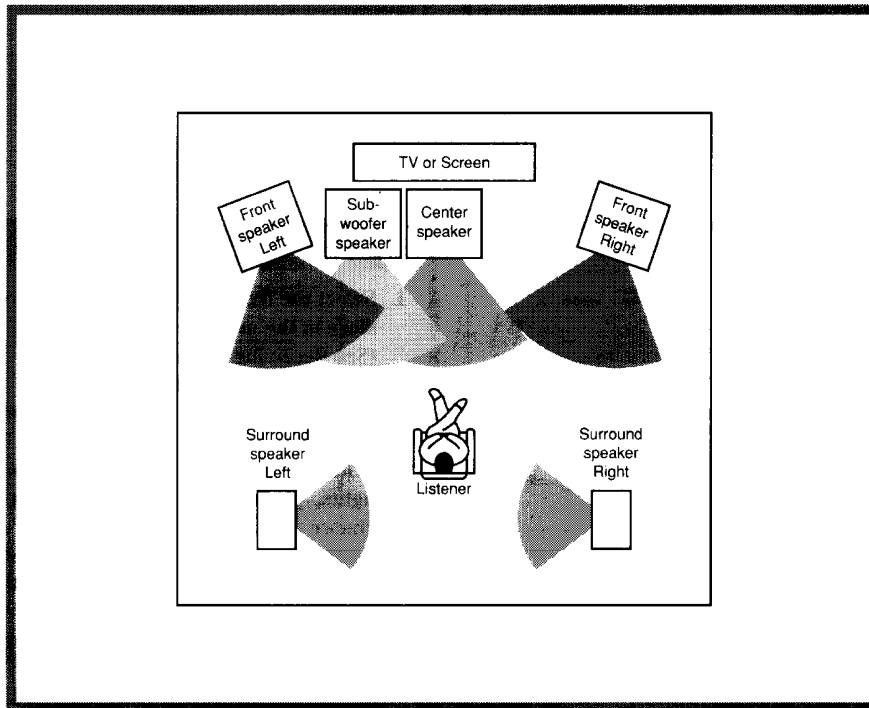 TV or Screen
Front
speaker
Left
Sub-
woofer
speaker
Center
speaker
Front
speaker
Right
Surround
speaker
Left
Listener
Surround
speaker
Right